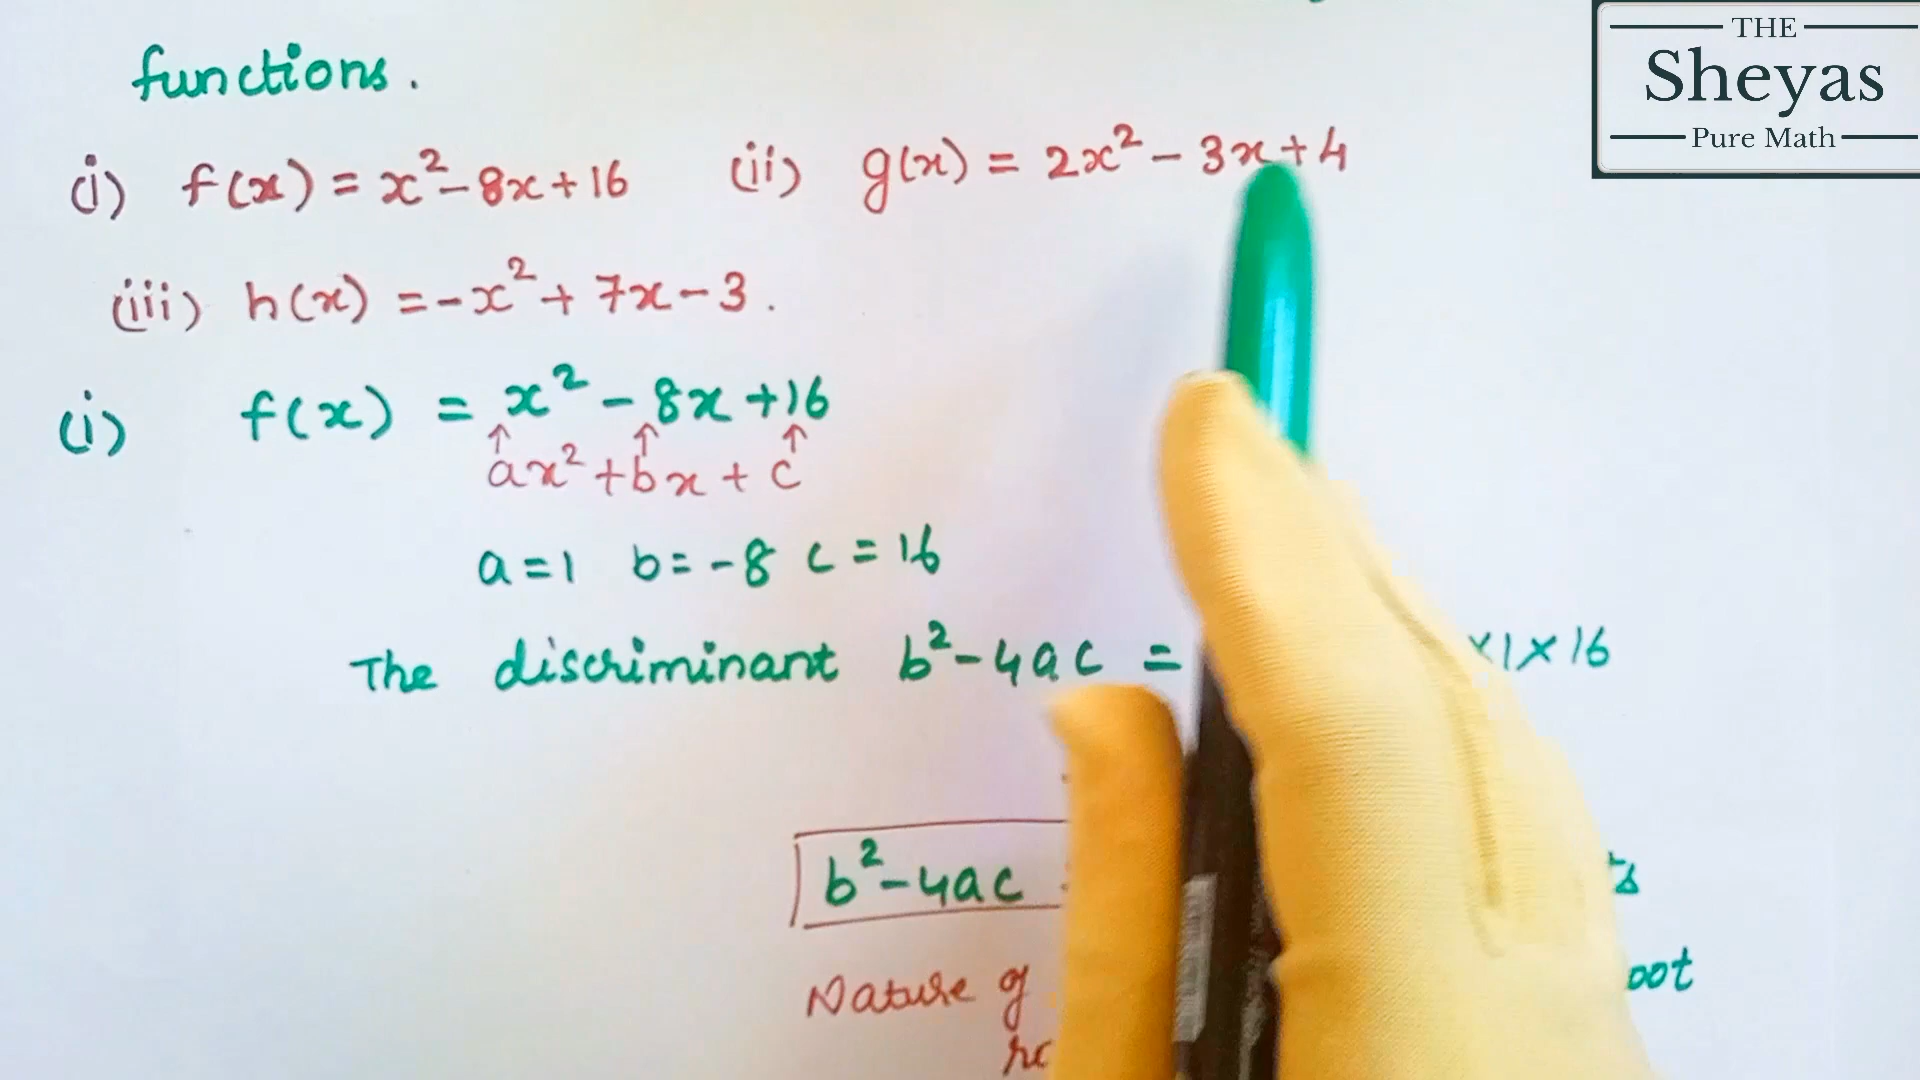 functions.
(i) f(x) = x² - 8x + 16 (ii) g(x) = 2x² - 3x + 4
(iii) h(x) = -x² + 7x - 3.
(i) f(x) = x² - 8x + 16
↑ ↑ ↑
ax² + bx + c
a = 1 b = -8 c = 16
The discriminant b² - 4ac = x 1 x 16
b² - 4ac
Nature of
THE
Sheyas
Pure Math